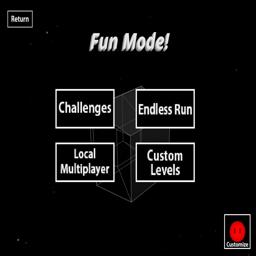 Return
Fun Mode!
Challenges
Endless Run
Local
Multiplayer
Custom
Levels
Customize